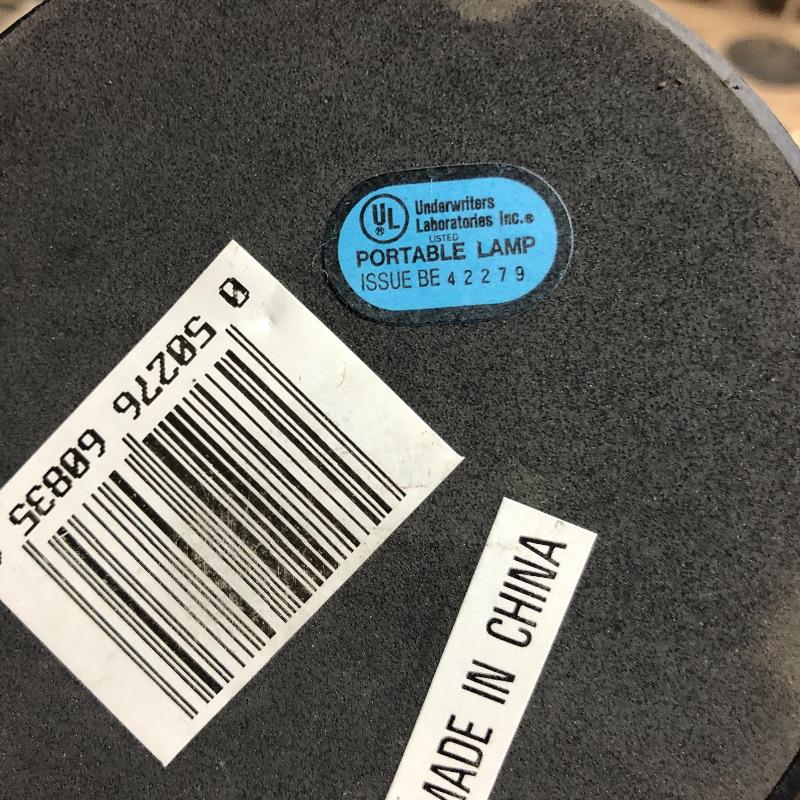 UL
®
Underwriters
Laboratories Inc.®
LISTED
PORTABLE LAMP
ISSUE BE 42279
0 50276 60835
MADE IN CHINA